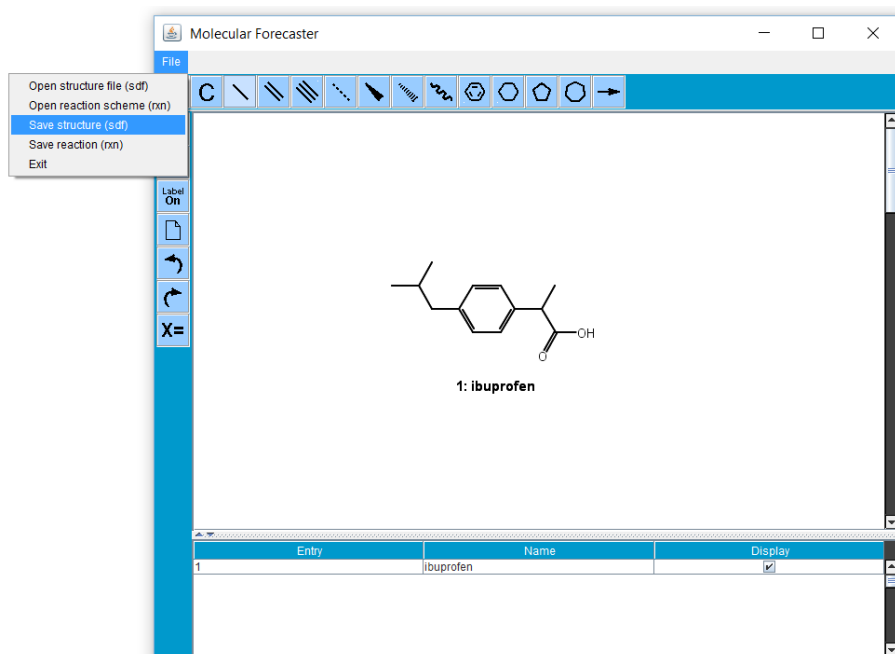 Molecular Forecaster
File
Open structure file (sdf)
Open reaction scheme (rxn)
Save structure (sdf)
Save reaction (rxn)
Exit
C
Label
On
X=
OH
O
1: ibuprofen
Entry Name Display
1 ibuprofen